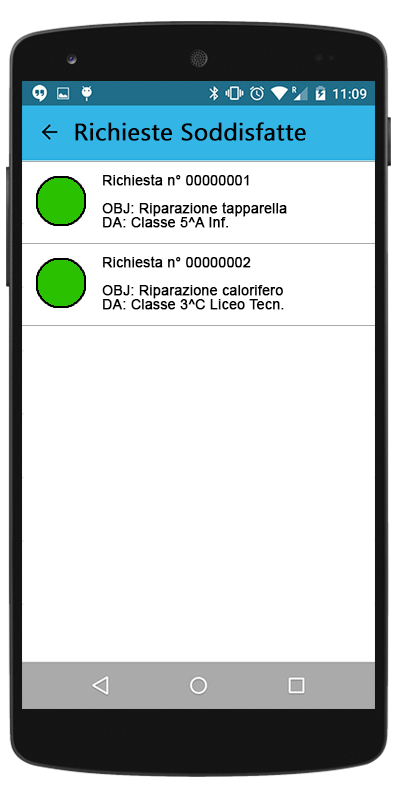 R 11:09
Richieste Soddisfatte
Richiesta n° 00000001
OBJ: Riparazione tapparella
DA: Classe 5^A Inf.
Richiesta n° 00000002
OBJ: Riparazione calorifero
DA: Classe 3^C Liceo Tecn.